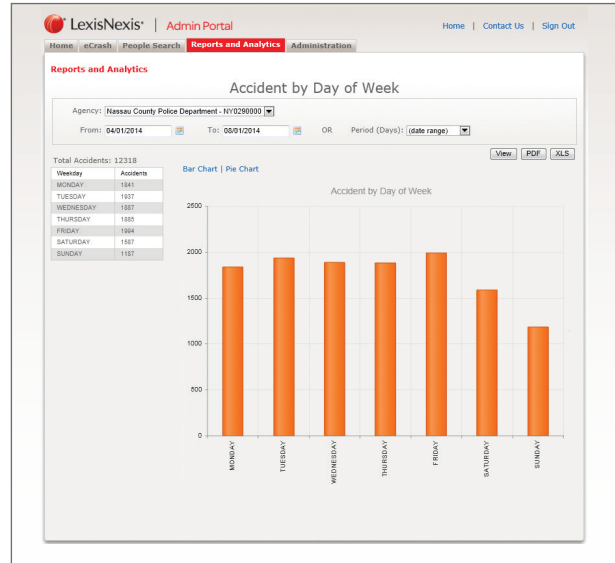 LexisNexis® | Admin Portal
Home | Contact Us | Sign Out
Home eCrash People Search Reports and Analytics Administration
Reports and Analytics
Accident by Day of Week
Agency: Nassau County Police Department - NY0290000
From: 04/01/2014 To: 08/01/2014 OR Period (Days): (date range)
View PDF XLS
Total Accidents: 12318
Weekday Accidents
MONDAY 1841
TUESDAY 1937
WEDNESDAY 1887
THURSDAY 1885
FRIDAY 1994
SATURDAY 1587
SUNDAY 1187
Bar Chart | Pie Chart
Accident by Day of Week
2500
2000
1500
1000
500
0
MONDAY
TUESDAY
WEDNESDAY
THURSDAY
FRIDAY
SATURDAY
SUNDAY